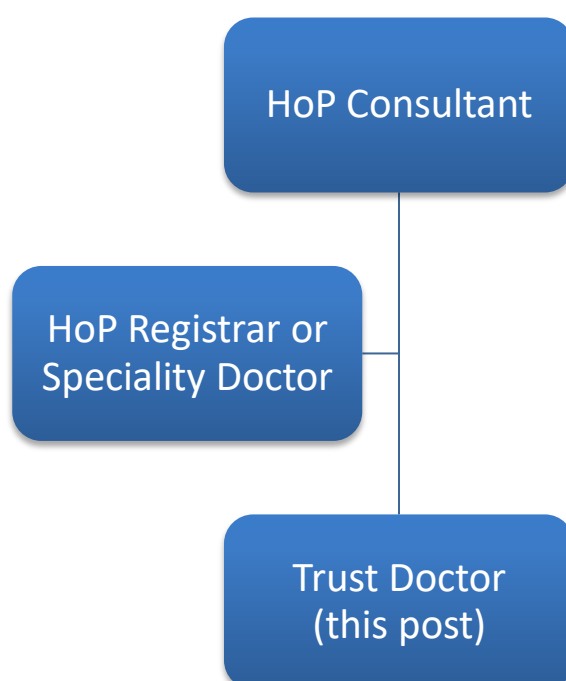 HoP Consultant
HoP Registrar or
Speciality Doctor
Trust Doctor
(this post)